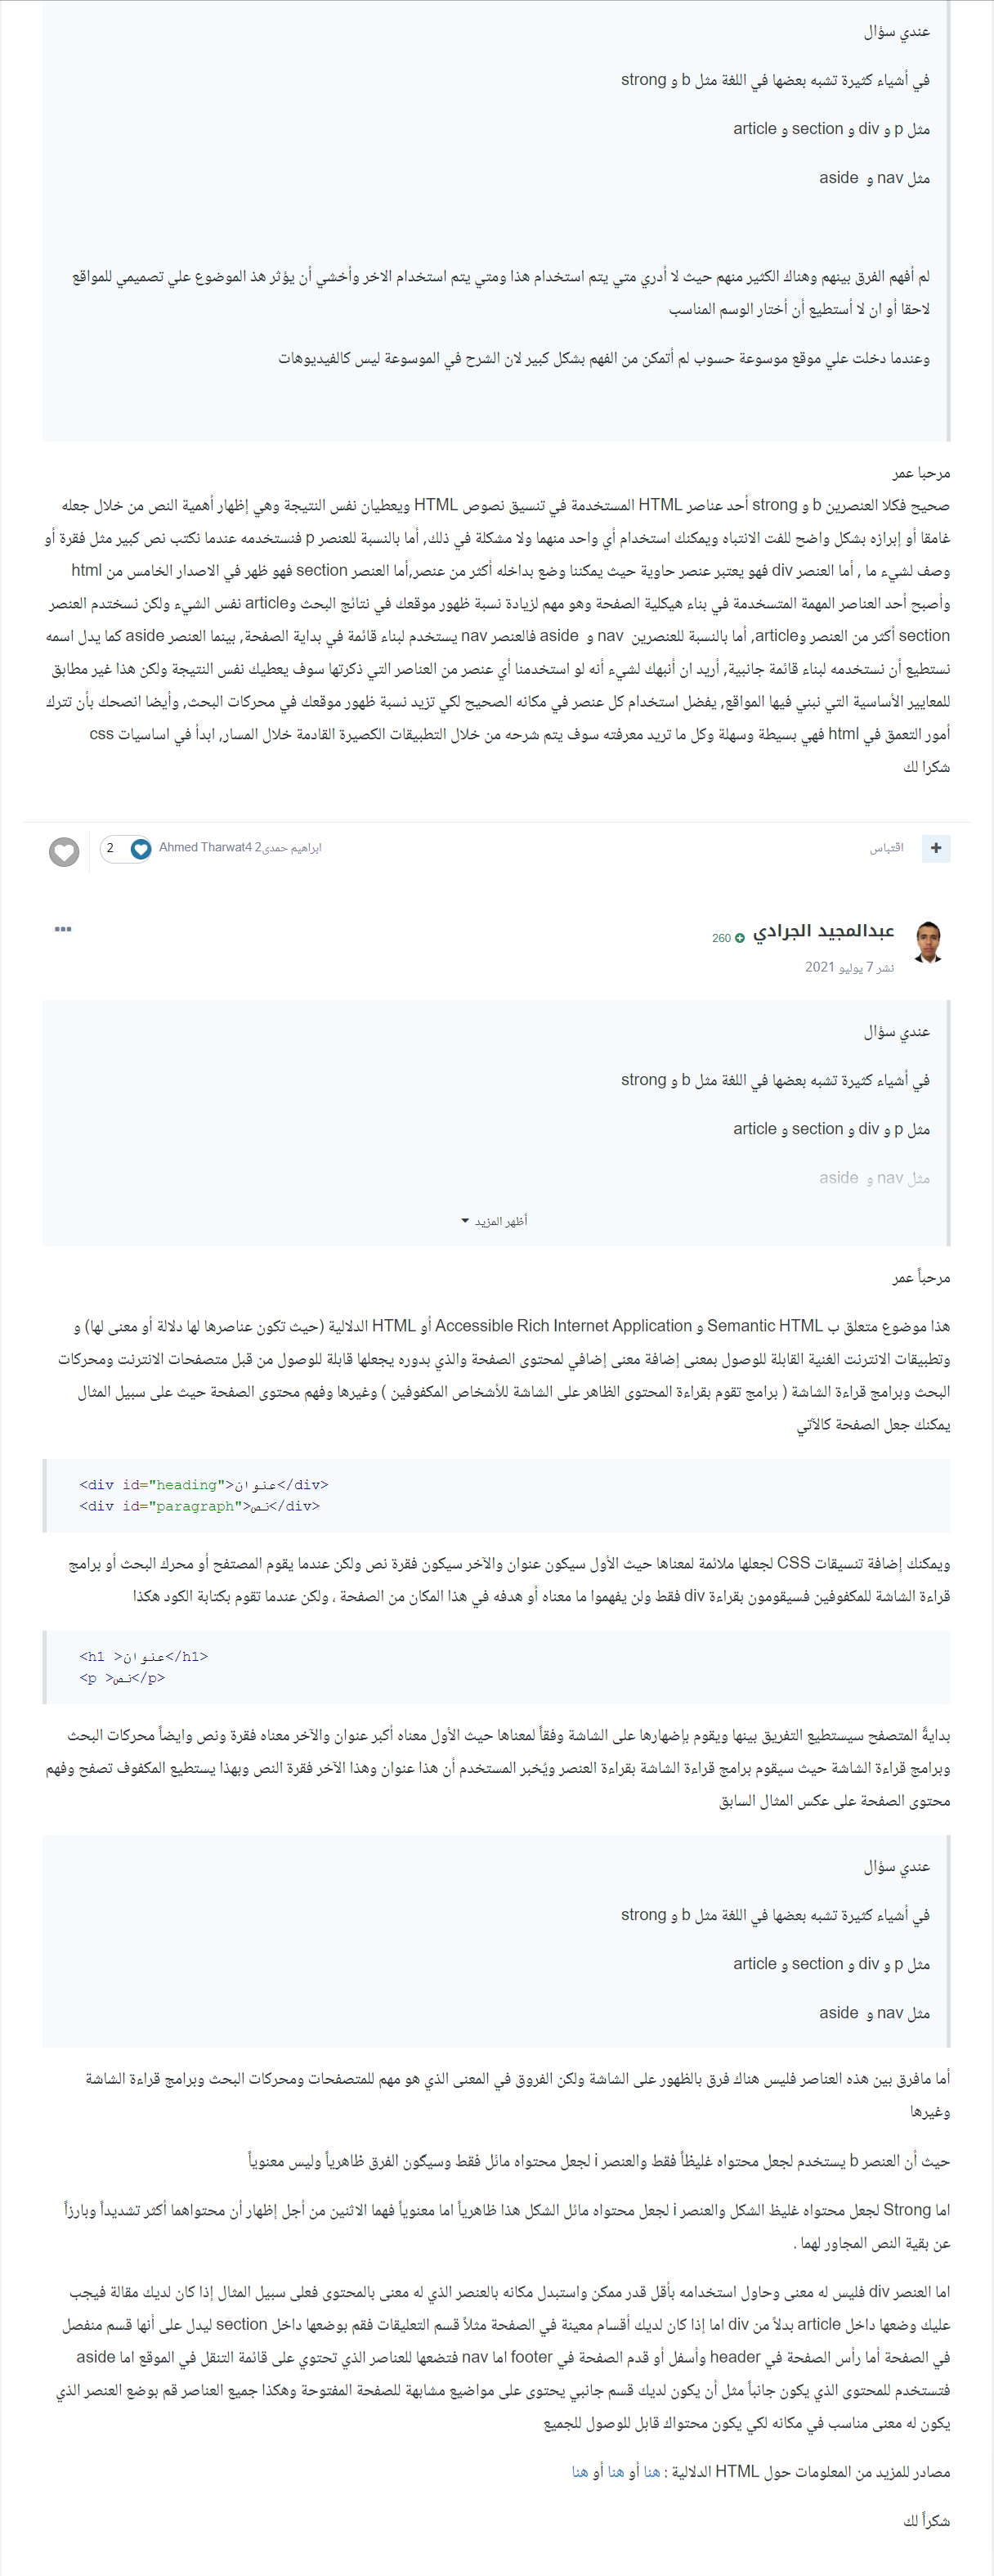 عندي سؤال
في أشياء كثيرة تشبه بعضها في اللغة مثل b و strong
مثل p و div و section و article
مثل nav و aside
لم أفهم الفرق بينهم وهناك الكثير منهم حيث لا أدري متي يتم استخدام هذا ومتي يتم استخدام الاخر وأخشي أن يؤثر هذ الموضوع علي تصميمي للمواقع
لاحقا أو ان لا أستطيع أن أختار الوسم المناسب
وعندما دخلت علي موقع موسوعة حسوب لم أتمكن من الفهم بشكل كبير لان الشرح في الموسوعة ليس كالفيديوهات
مرحبا عمر
صحيح فكلا العنصرين b و strong أحد عناصر HTML المستخدمة في تنسيق نصوص HTML ويعطيان نفس النتيجة وهي إظهار أهمية النص من خلال جعله
غامقا أو إبرازه بشكل واضح للفت الانتباه ويمكنك استخدام أي واحد منهما ولا مشكلة في ذلك, أما بالنسبة للعنصر p فنستخدمه عندما نكتب نص كبير مثل فقرة أو
وصف لشيء ما , أما العنصر div فهو يعتبر عنصر حاوية حيث يمكننا وضع بداخله أكثر من عنصر,أما العنصر section فهو ظهر في الاصدار الخامس من html
وأصبح أحد العناصر المهمة المتسخدمة في بناء هيكلية الصفحة وهو مهم لزيادة نسبة ظهور موقعك في نتائج البحث وarticle نفس الشيء ولكن نسختدم العنصر
section أكثر من العنصر وarticle, أما بالنسبة للعنصرين nav و aside فالعنصر nav يستخدم لبناء قائمة في بداية الصفحة, بينما العنصر aside كما يدل اسمه
نستطيع أن نستخدمه لبناء قائمة جانبية, أريد ان أنبهك لشيء أنه لو استخدمنا أي عنصر من العناصر التي ذكرتها سوف يعطيك نفس النتيجة ولكن هذا غير مطابق
للمعايير الأساسية التي نبني فيها المواقع, يفضل استخدام كل عنصر في مكانه الصحيح لكي تزيد نسبة ظهور موقعك في محركات البحث, وأيضا انصحك بأن تترك
أمور التعمق في html فهي بسيطة وسهلة وكل ما تريد معرفته سوف يتم شرحه من خلال التطبيقات الكصيرة القادمة خلال المسار, ابدأ في اساسيات css
شكرا لك
اقتباس
ابراهيم حمدى2 Ahmed Tharwat4
2
عبدالمجيد الجرادي 260
نشر 7 يوليو 2021
عندي سؤال
في أشياء كثيرة تشبه بعضها في اللغة مثل b و strong
مثل p و div و section و article
مثل nav و aside
أظهر المزيد
مرحباً عمر
هذا موضوع متعلق ب Semantic HTML و Accessible Rich Internet Application أو HTML الدلالية (حيث تكون عناصرها لها دلالة أو معنى لها) و
وتطبيقات الانترنت الغنية القابلة للوصول بمعنى إضافة معنى إضافي لمحتوى الصفحة والذي بدوره يجعلها قابلة للوصول من قبل متصفحات الانترنت ومحركات
البحث وبرامج قراءة الشاشة ( برامج تقوم بقراءة المحتوى الظاهر على الشاشة للأشخاص المكفوفين ) وغيرها وفهم محتوى الصفحة حيث على سبيل المثال
يمكنك جعل الصفحة كالآتي
<div id="heading">عنوان</div>
<div id="paragraph">نص</div>
ويمكنك إضافة تنسيقات CSS لجعلها ملائمة لمعناها حيث الأول سيكون عنوان والآخر سيكون فقرة نص ولكن عندما يقوم المصتفح أو محرك البحث أو برامج
قراءة الشاشة للمكفوفين فسيقومون بقراءة div فقط ولن يفهموا ما معناه أو هدفه في هذا المكان من الصفحة ، ولكن عندما تقوم بكتابة الكود هكذا
<h1 >عنوان</h1>
<p >نص</p>
بدايةً المتصفح سيستطيع التفريق بينها ويقوم بإضهارها على الشاشة وفقاً لمعناها حيث الأول معناه أكبر عنوان والآخر معناه فقرة ونص وايضاً محركات البحث
وبرامج قراءة الشاشة حيث سيقوم برامج قراءة الشاشة بقراءة العنصر ويُخبر المستخدم أن هذا عنوان وهذا الآخر فقرة النص وبهذا يستطيع المكفوف تصفح وفهم
محتوى الصفحة على عكس المثال السابق
عندي سؤال
في أشياء كثيرة تشبه بعضها في اللغة مثل b و strong
مثل p و div و section و article
مثل nav و aside
أما مافرق بين هذه العناصر فليس هناك فرق بالظهور على الشاشة ولكن الفروق في المعنى الذي هو مهم للمتصفحات ومحركات البحث وبرامج قراءة الشاشة
وغيرها
حيث أن العنصر b يستخدم لجعل محتواه غليظاً فقط والعنصر i لجعل محتواه مائل فقط وسيكون الفرق ظاهرياً وليس معنوياً
اما Strong لجعل محتواه غليظ الشكل والعنصر i لجعل محتواه مائل الشكل هذا ظاهرياً اما معنوياً فهما الاثنين من أجل إظهار أن محتواهما أكثر تشديداً وبارزاً
عن بقية النص المجاور لهما .
اما العنصر div فليس له معنى وحاول استخدامه بأقل قدر ممكن واستبدل مكانه بالعنصر الذي له معنى بالمحتوى فعلى سبيل المثال إذا كان لديك مقالة فيجب
عليك وضعها داخل article بدلاً من div اما إذا كان لديك أقسام معينة في الصفحة مثلاً قسم التعليقات فقم بوضعها داخل section ليدل على أنها قسم منفصل
في الصفحة أما رأس الصفحة في header وأسفل أو قدم الصفحة في footer اما nav فتضعها للعناصر الذي تحتوي على قائمة التنقل في الموقع اما aside
فتستخدم للمحتوى الذي يكون جانباً مثل أن يكون لديك قسم جانبي يحتوى على مواضيع مشابهة للصفحة المفتوحة وهكذا جميع العناصر قم بوضع العنصر الذي
يكون له معنى مناسب في مكانه لكي يكون محتواك قابل للوصول للجميع
مصادر للمزيد من المعلومات حول HTML الدلالية : هنا أو هنا أو هنا
شكراً لك